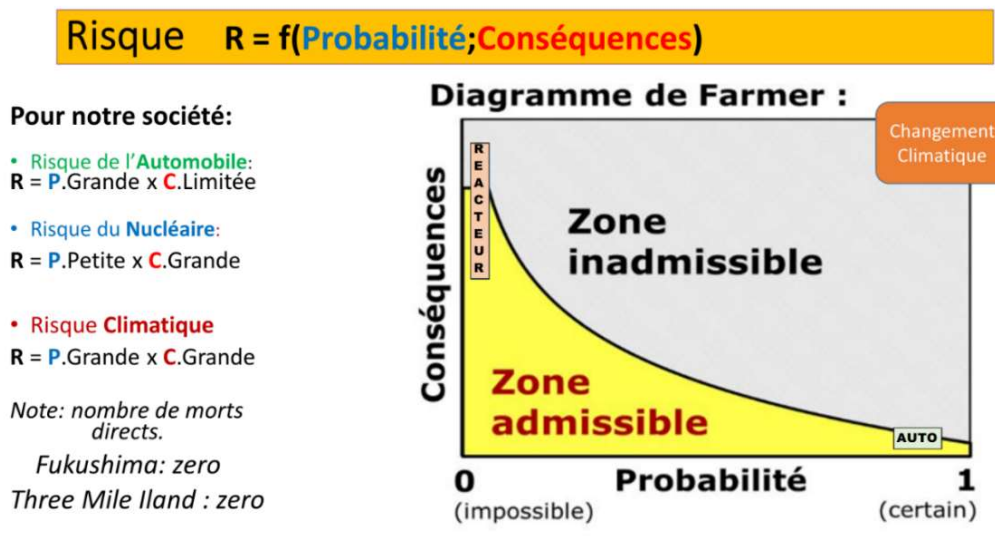 Risque R = f(Probabilité;Conséquences)
Pour notre société:
• Risque de l'Automobile:
R = P.Grande x C.Limitée
• Risque du Nucléaire:
R = P.Petite x C.Grande
• Risque Climatique
R = P.Grande x C.Grande
Note: nombre de morts
directs.
Fukushima: zero
Three Mile Iland : zero
Diagramme de Farmer :
Changement
Climatique
Conséquences
REACTEUR
Zone
inadmissible
Zone
admissible
AUTO
0 Probabilité 1
(impossible) (certain)